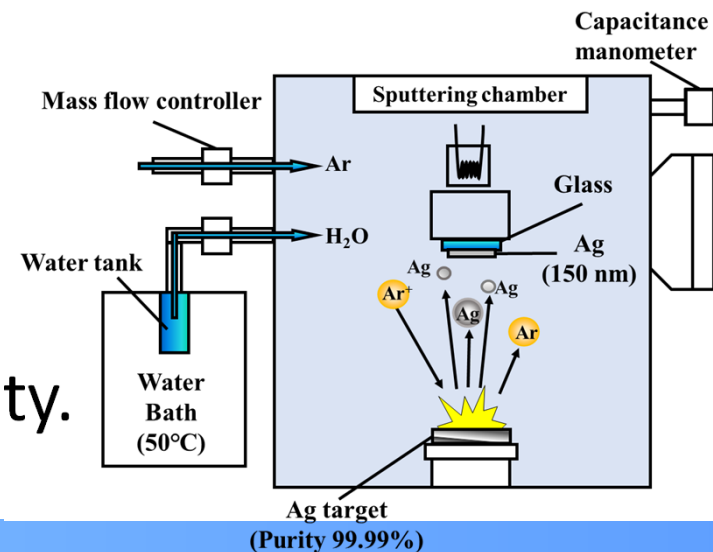 Capacitance
manometer
Mass flow controller
Sputtering chamber
Ar
Glass
H₂O
Water tank
Ag
(150 nm)
Ag
Ag
Ar⁺
Ag
Ar
Water
Bath
(50°C)
ty.
Ag target
(Purity 99.99%)